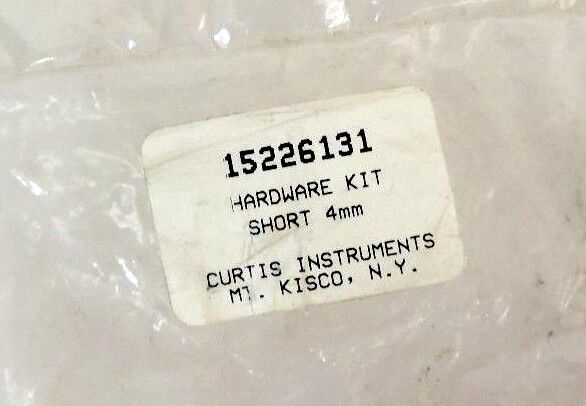 15226131
HARDWARE KIT
SHORT 4mm
CURTIS INSTRUMENTS
MT. KISCO, N.Y.